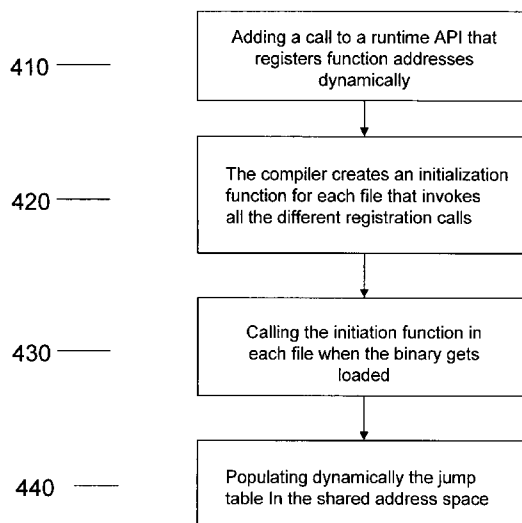 410
Adding a call to a runtime API that
registers function addresses
dynamically
420
The compiler creates an initialization
function for each file that invokes
all the different registration calls
430
Calling the initiation function in
each file when the binary gets
loaded
440
Populating dynamically the jump
table In the shared address space